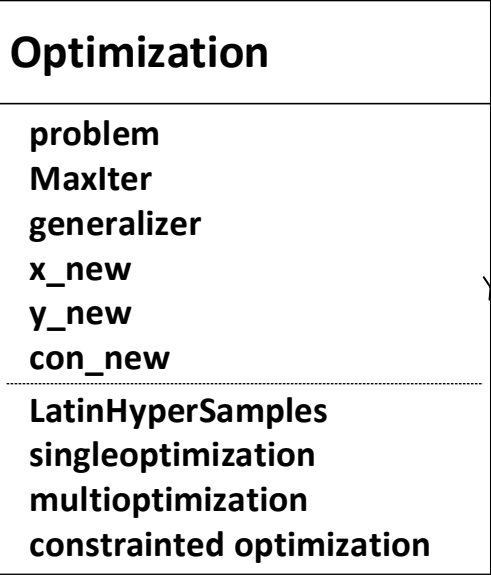 Optimization
problem
MaxIter
generalizer
x_new
y_new
con_new
LatinHyperSamples
singleoptimization
multioptimization
constrainted optimization